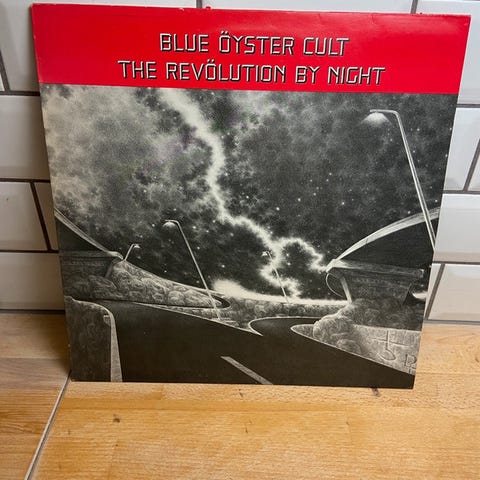 BLUE ÖYSTER CULT
THE REVÖLUTION BY NIGHT